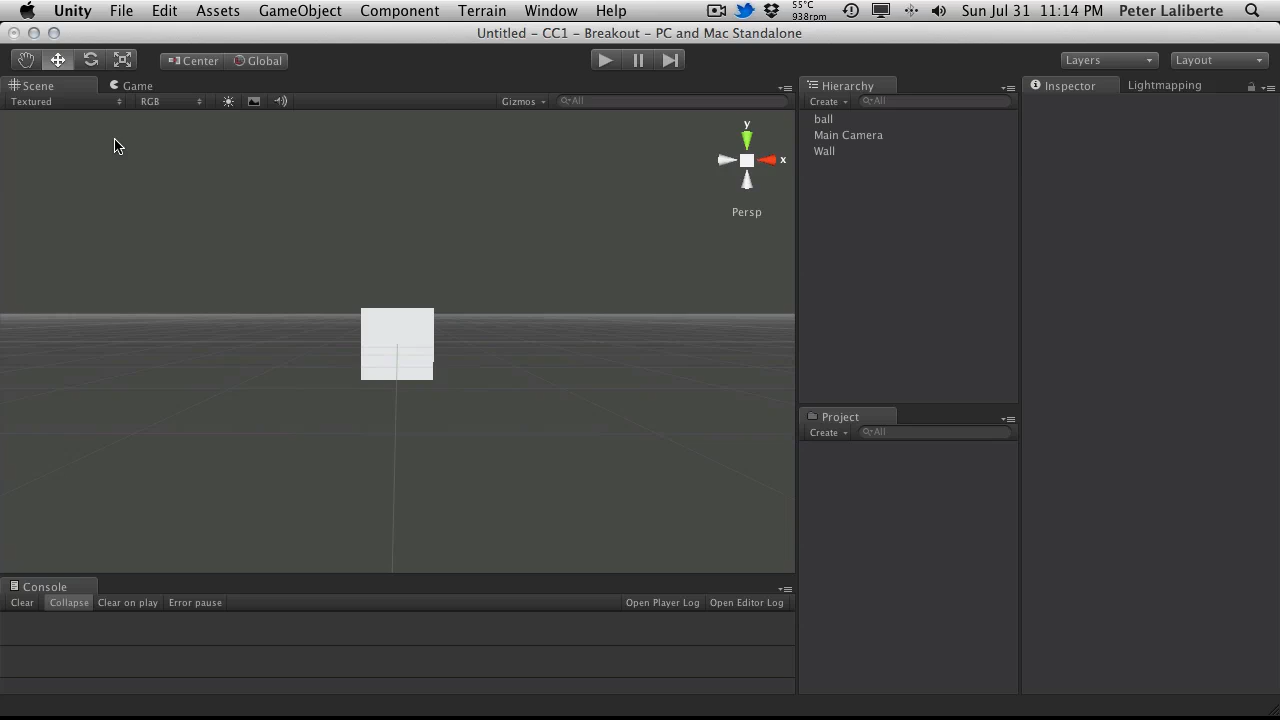 Unity File Edit Assets GameObject Component Terrain Window Help 55°C 938rpm Sun Jul 31 11:14 PM Peter Laliberte
Untitled – CC1 – Breakout – PC and Mac Standalone
Center Global Layers Layout
Scene Game Hierarchy Inspector Lightmapping
Textured RGB Gizmos All Create All
ball
Main Camera
Wall
y
x
Persp
Project
Create All
Console
Clear Collapse Clear on play Error pause Open Player Log Open Editor Log